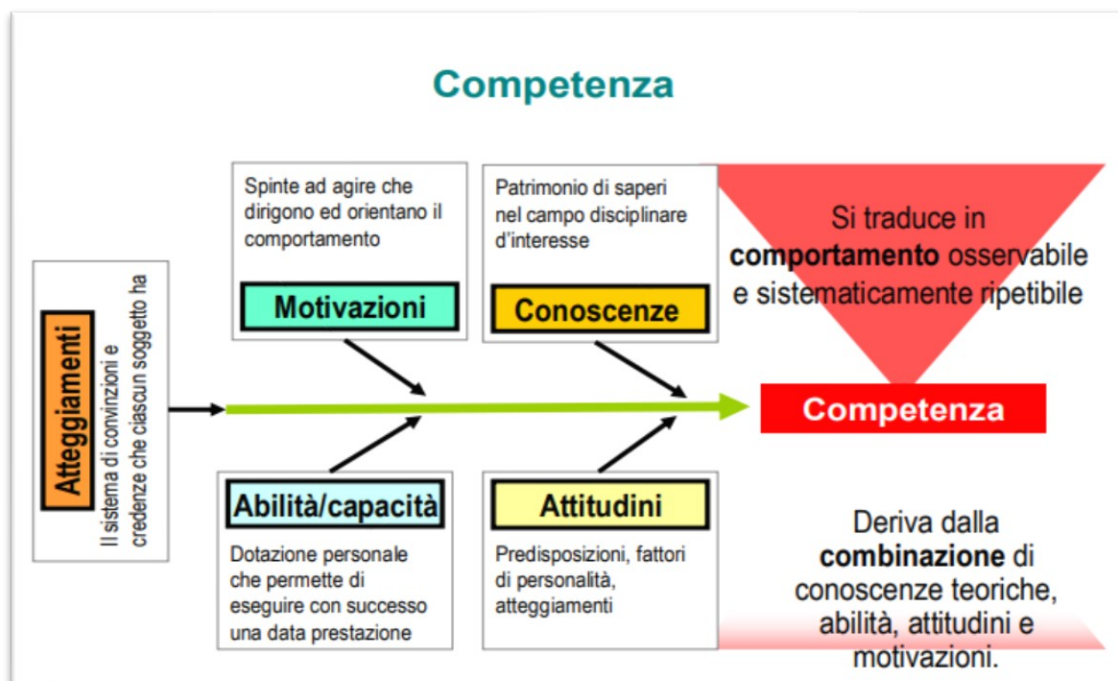 Competenza
Spinte ad agire che
dirigono ed orientano il
comportamento
Motivazioni
Patrimonio di saperi
nel campo disciplinare
d'interesse
Conoscenze
Si traduce in
comportamento osservabile
e sistematicamente ripetibile
Atteggiamenti
Il sistema di convinzioni e
credenze che ciascun soggetto ha
Competenza
Abilità/capacità
Dotazione personale
che permette di
eseguire con successo
una data prestazione
Attitudini
Predisposizioni, fattori
di personalità,
atteggiamenti
Deriva dalla
combinazione di
conoscenze teoriche,
abilità, attitudini e
motivazioni.